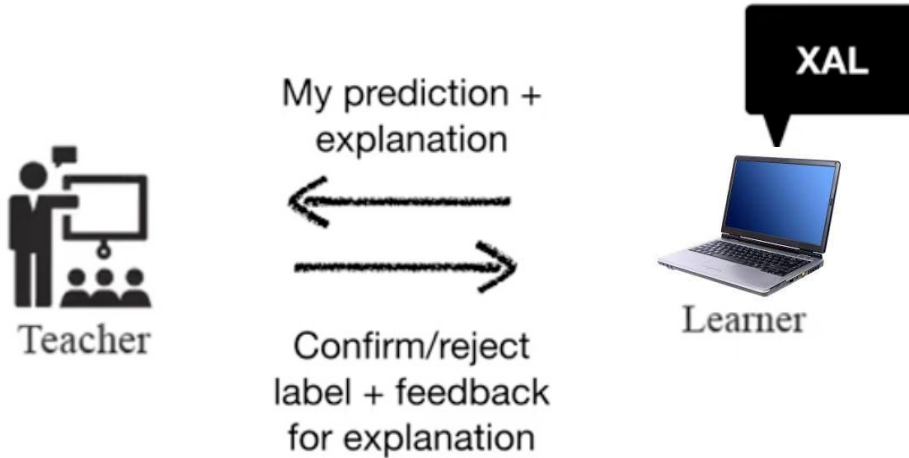 XAL
My prediction +
explanation
Teacher
Learner
Confirm/reject
label + feedback
for explanation